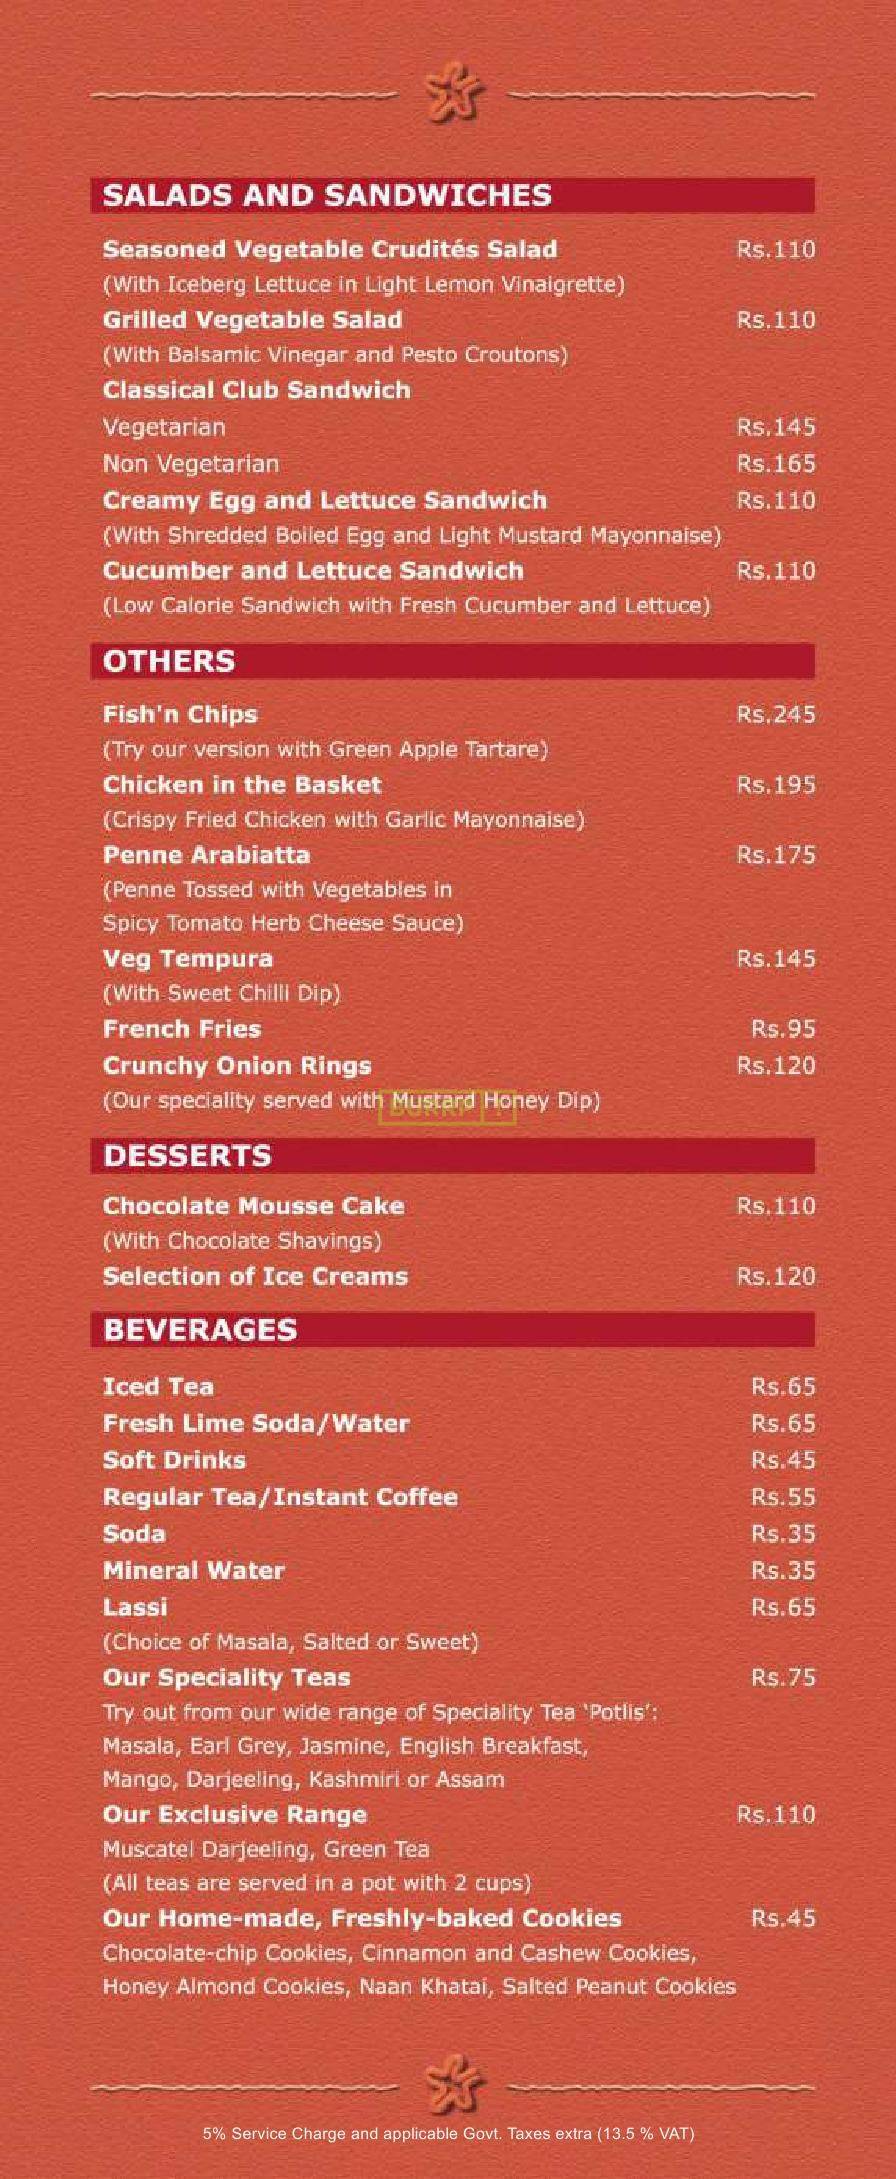 SALADS AND SANDWICHES
Seasoned Vegetable Crudités Salad Rs.110
(With Iceberg Lettuce in Light Lemon Vinaigrette)
Grilled Vegetable Salad Rs.110
(With Balsamic Vinegar and Pesto Croutons)
Classical Club Sandwich
Vegetarian Rs.145
Non Vegetarian Rs.165
Creamy Egg and Lettuce Sandwich Rs.110
(With Shredded Boiled Egg and Light Mustard Mayonnaise)
Cucumber and Lettuce Sandwich Rs.110
(Low Calorie Sandwich with Fresh Cucumber and Lettuce)
OTHERS
Fish'n Chips Rs.245
(Try our version with Green Apple Tartare)
Chicken in the Basket Rs.195
(Crispy Fried Chicken with Garlic Mayonnaise)
Penne Arabiatta Rs.175
(Penne Tossed with Vegetables in
Spicy Tomato Herb Cheese Sauce)
Veg Tempura Rs.145
(With Sweet Chilli Dip)
French Fries Rs.95
Crunchy Onion Rings Rs.120
(Our speciality served with Mustard Honey Dip)
BURRP!
DESSERTS
Chocolate Mousse Cake Rs.110
(With Chocolate Shavings)
Selection of Ice Creams Rs.120
BEVERAGES
Iced Tea Rs.65
Fresh Lime Soda/Water Rs.65
Soft Drinks Rs.45
Regular Tea/Instant Coffee Rs.55
Soda Rs.35
Mineral Water Rs.35
Lassi Rs.65
(Choice of Masala, Salted or Sweet)
Our Speciality Teas Rs.75
Try out from our wide range of Speciality Tea ‘Potlis’:
Masala, Earl Grey, Jasmine, English Breakfast,
Mango, Darjeeling, Kashmiri or Assam
Our Exclusive Range Rs.110
Muscatel Darjeeling, Green Tea
(All teas are served in a pot with 2 cups)
Our Home-made, Freshly-baked Cookies Rs.45
Chocolate-chip Cookies, Cinnamon and Cashew Cookies,
Honey Almond Cookies, Naan Khatai, Salted Peanut Cookies
5% Service Charge and applicable Govt. Taxes extra (13.5 % VAT)